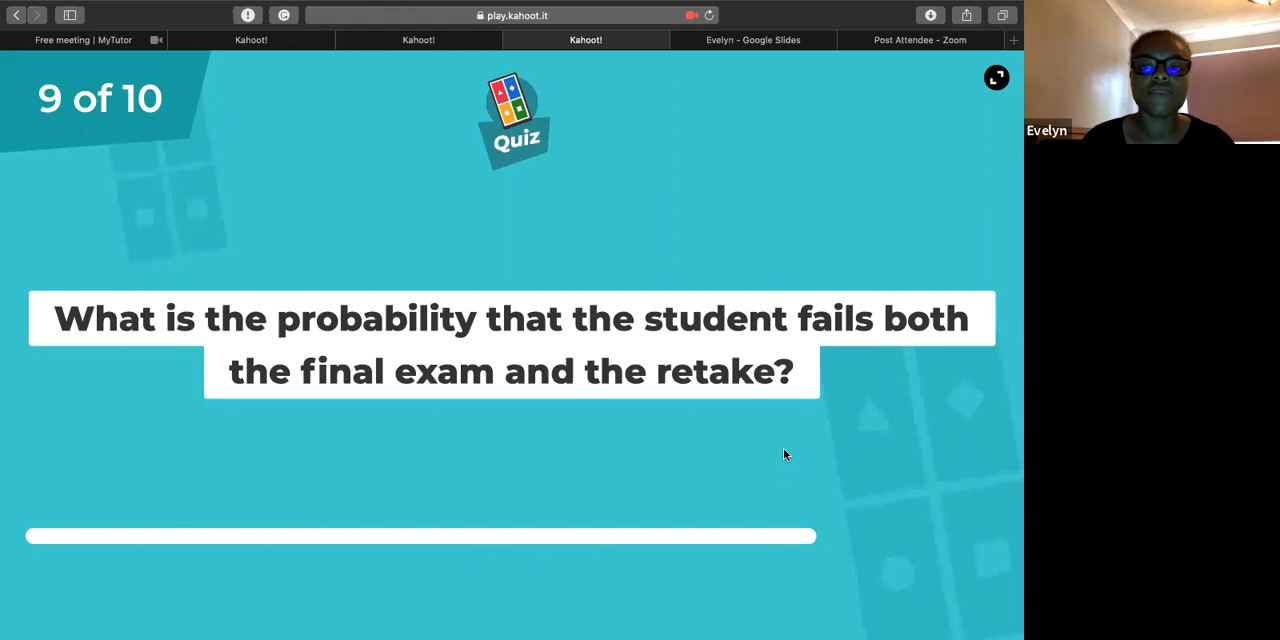 play.kahoot.it
Free meeting | MyTutor
Kahoot!
Kahoot!
Kahoot!
Evelyn - Google Slides
Post Attendee - Zoom
9 of 10
Quiz
Evelyn
What is the probability that the student fails both
the final exam and the retake?